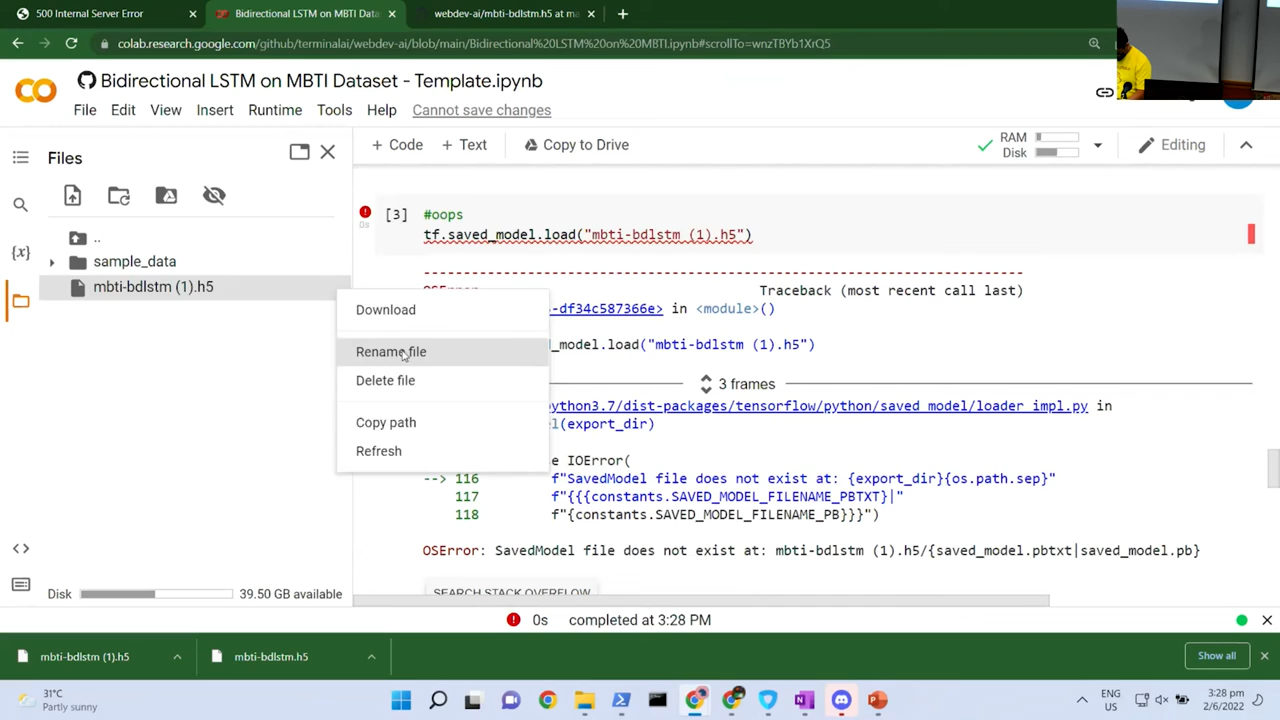 500 Internal Server Error
Bidirectional LSTM on MBTI Data
webdev-ai/mbti-bdlstm.h5 at ma
colab.research.google.com/github/terminalai/webdev-ai/blob/main/Bidirectional%20LSTM%20on%20MBTI.ipynb#scrollTo=wnzTBYb1XrQ5
Bidirectional LSTM on MBTI Dataset - Template.ipynb
File Edit View Insert Runtime Tools Help Cannot save changes
Files
+ Code + Text Copy to Drive
RAM
Disk
Editing
..
sample_data
mbti-bdlstm (1).h5
[3] #oops
0s
tf.saved_model.load("mbti-bdlstm (1).h5")
Traceback (most recent call last)
-df34c587366e> in <module>()
_model.load("mbti-bdlstm (1).h5")
3 frames
ython3.7/dist-packages/tensorflow/python/saved_model/loader_impl.py in
l(export_dir)
e IOError(
--> 116 f"SavedModel file does not exist at: {export_dir}{os.path.sep}"
117 f"{{{constants.SAVED_MODEL_FILENAME_PBTXT}|"
118 f"{constants.SAVED_MODEL_FILENAME_PB}}}")
OSError: SavedModel file does not exist at: mbti-bdlstm (1).h5/{saved_model.pbtxt|saved_model.pb}
SEARCH STACK OVERFLOW
Download
Rename file
Delete file
Copy path
Refresh
Disk 39.50 GB available
0s completed at 3:28 PM
mbti-bdlstm (1).h5
mbti-bdlstm.h5
Show all
31°C
Partly sunny
ENG
US
3:28 pm
2/6/2022